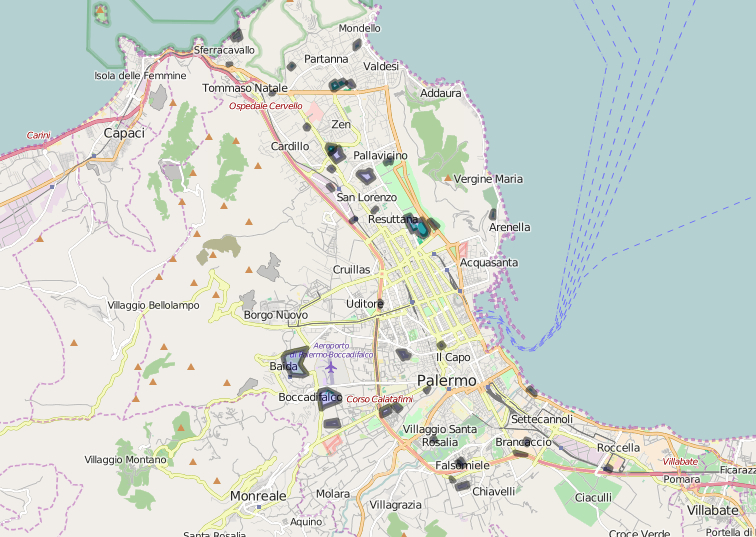 Mondello
Sferracavallo
Partanna
Valdesi
Isola delle Femmine
Tommaso Natale
Addaura
Ospedale Cervello
Zen
Capaci
Carini
Cardillo
Pallavicino
Vergine Maria
San Lorenzo
Resuttana
Arenella
Acquasanta
Cruillas
Villaggio Bellolampo
Uditore
Borgo Nuovo
Aeroporto
di Palermo Boccadifalco
Il Capo
Baida
Palermo
Boccadifalco
Corso Calatafimi
Settecannoli
Villaggio Santa
Rosalia
Brancaccio
Roccella
Villaggio Montano
Falsomiele
Villabate
Ficaraz
Pomara
Chiavelli
Monreale
Molara
Ciaculli
Villagrazia
Villabate
Aquino
Santa Rosalia
Croce Verde
Portella di